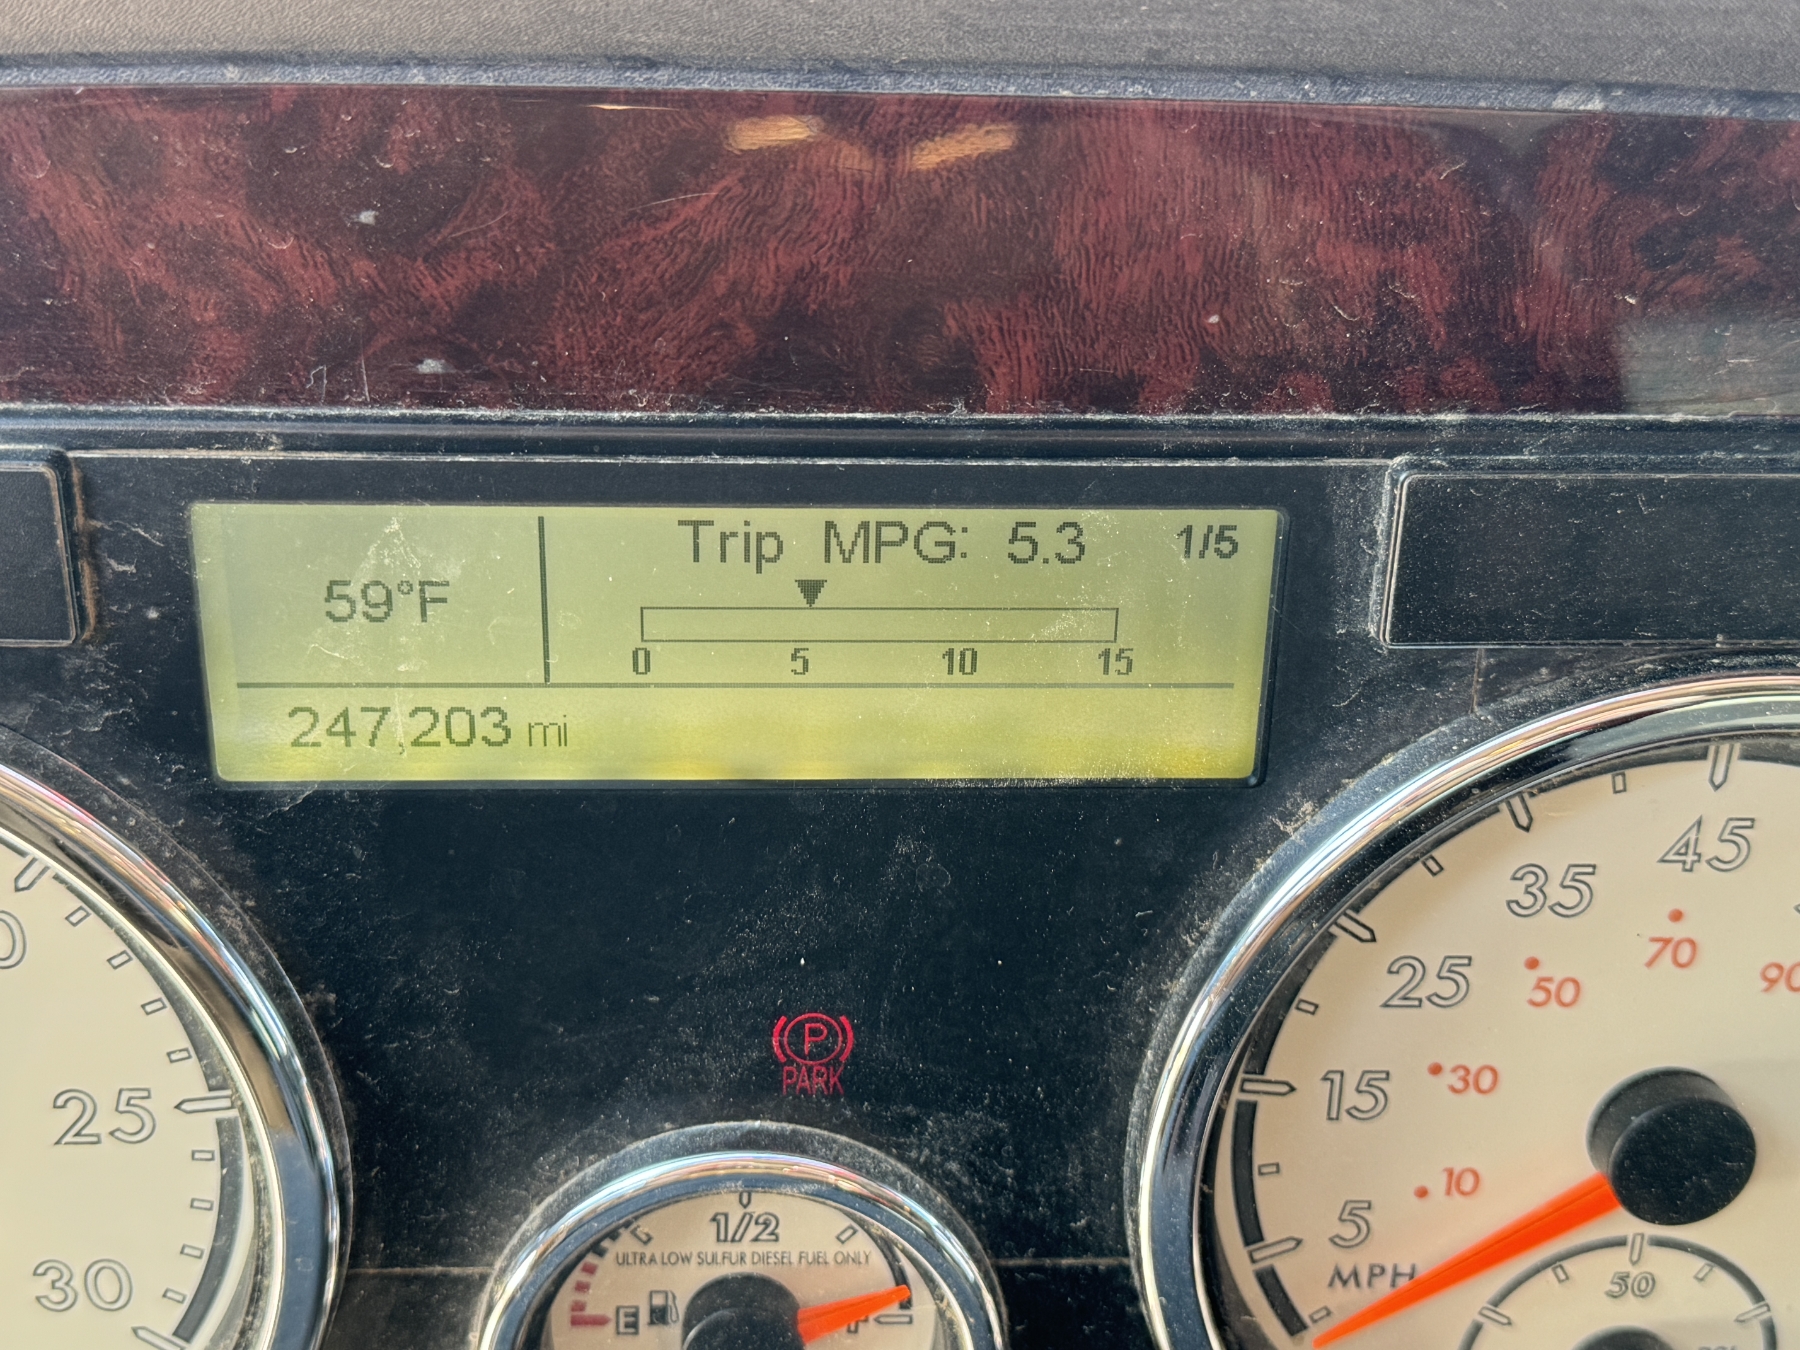 Trip MPG: 5.3 1/5
59°F
0 5 10 15
247,203 mi
45
35
25
70
50
90
15
30
10
5
MPH
50
25
30
PARK
1/2
ULTRA LOW SULFUR DIESEL FUEL ONLY
E F